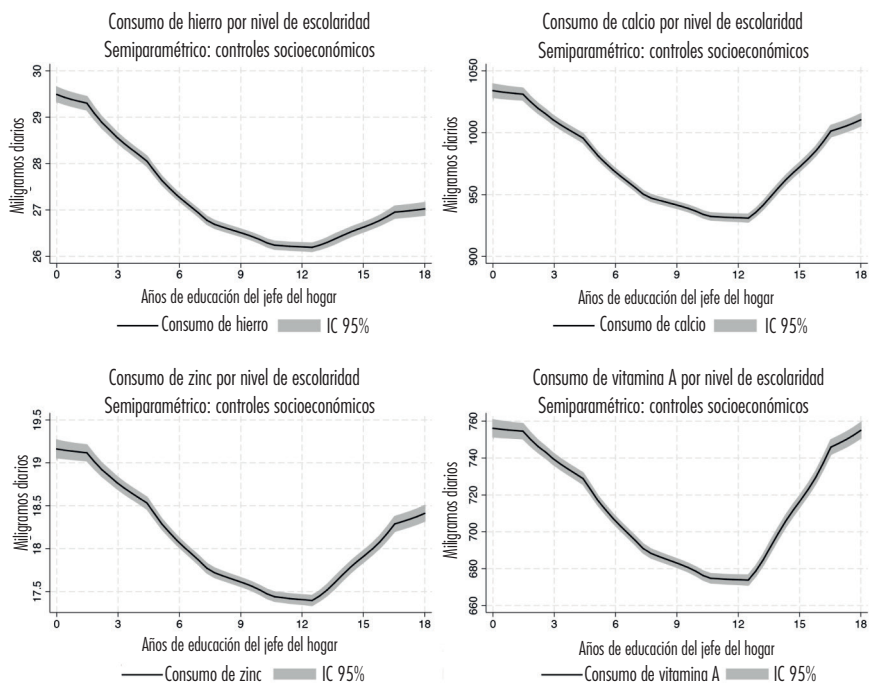 Consumo de hierro por nivel de escolaridad
Semiparamétrico: controles socioeconómicos
Miligramos diarios
30
29
28
27
26
0 3 6 9 12 15 18
Años de educación del jefe del hogar
Consumo de hierro IC 95%
Consumo de calcio por nivel de escolaridad
Semiparamétrico: controles socioeconómicos
Miligramos diarios
1050
1000
950
900
0 3 6 9 12 15 18
Años de educación del jefe del hogar
Consumo de calcio IC 95%
Consumo de zinc por nivel de escolaridad
Semiparamétrico: controles socioeconómicos
Miligramos diarios
19.5
19
18.5
18
17.5
0 3 6 9 12 15 18
Años de educación del jefe del hogar
Consumo de zinc IC 95%
Consumo de vitamina A por nivel de escolaridad
Semiparamétrico: controles socioeconómicos
Miligramos diarios
760
740
720
700
680
660
0 3 6 9 12 15 18
Años de educación del jefe del hogar
Consumo de vitamina A IC 95%